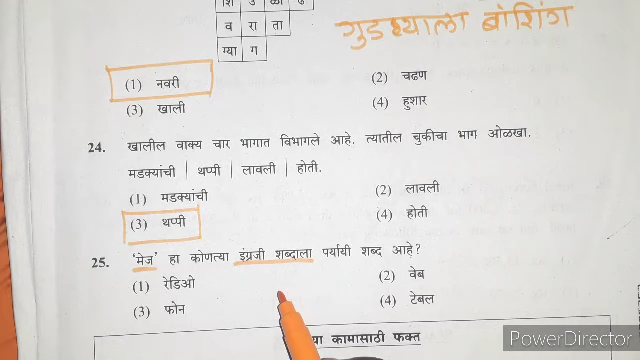 शि उ ळा ढ
व रा ता
ग्या ग
गुडघ्याला बांशिंग
(1) नवरी (2) चढण
(3) खाली (4) हुशार
24. खालील वाक्य चार भागात विभागले आहे. त्यातील चुकीचा भाग ओळखा.
मडक्यांची | थप्पी | लावली | होती.
(1) मडक्यांची (2) लावली
(3) थप्पी (4) होती
25. 'मेज' हा कोणत्या इंग्रजी शब्दाला पर्यायी शब्द आहे?
(1) रेडिओ (2) वेब
(3) फोन (4) टेबल
या कामासाठी फक्त
PowerDirector